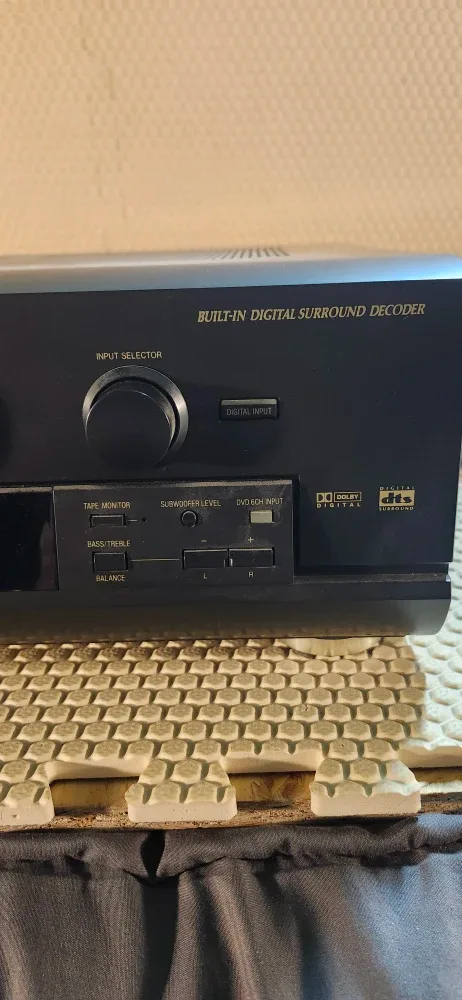 BUILT-IN DIGITAL SURROUND DECODER
INPUT SELECTOR
DIGITAL INPUT
TAPE MONITOR
SUBWOOFER LEVEL
DVD 6CH INPUT
BASS/TREBLE
- +
BALANCE
L R
DOLBY
DIGITAL
DIGITAL
dts
SURROUND